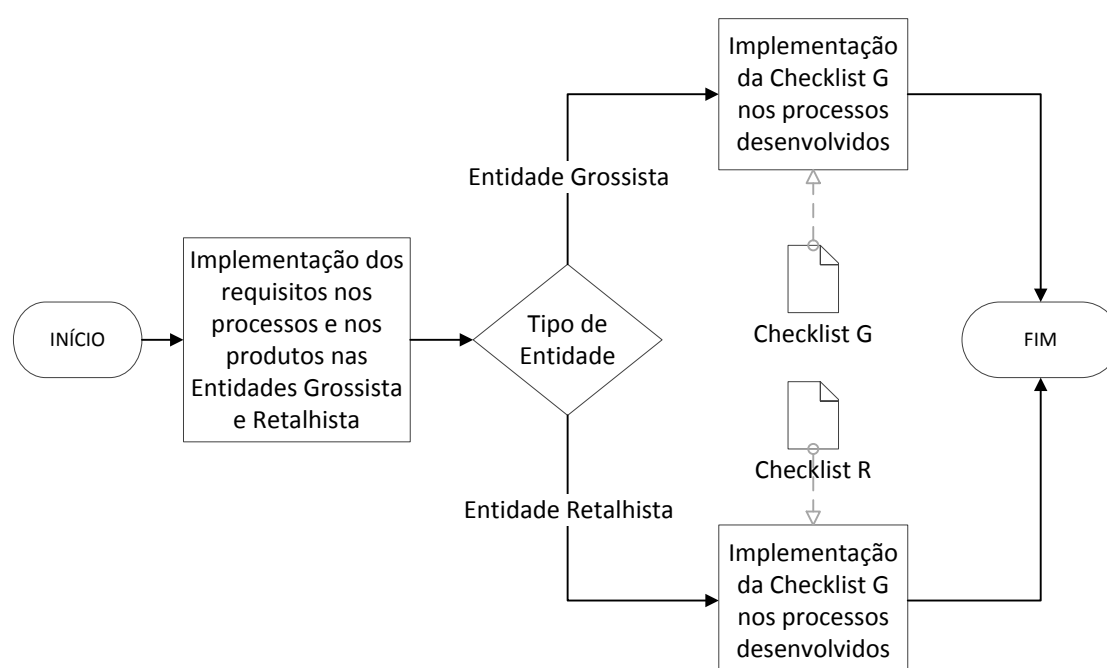 INÍCIO
Implementação dos
requisitos nos
processos e nos
produtos nas
Entidades Grossista
e Retalhista
Tipo de
Entidade
Entidade Grossista
Implementação
da Checklist G
nos processos
desenvolvidos
Checklist G
Checklist R
Entidade Retalhista
Implementação
da Checklist G
nos processos
desenvolvidos
FIM